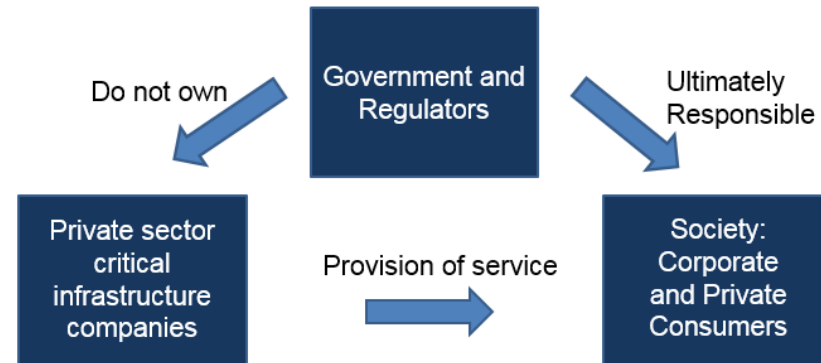 Government and
Regulators
Do not own
Ultimately
Responsible
Private sector
critical
infrastructure
companies
Provision of service
Society:
Corporate
and Private
Consumers